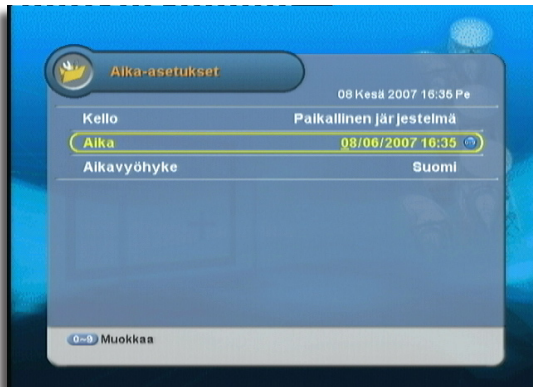 Aika-asetukset
08 Kesä 2007 16:35 Pe
Kello Paikallinen järjestelmä
Aika 08/06/2007 16:35
Aikavyöhyke Suomi
0~9 Muokkaa